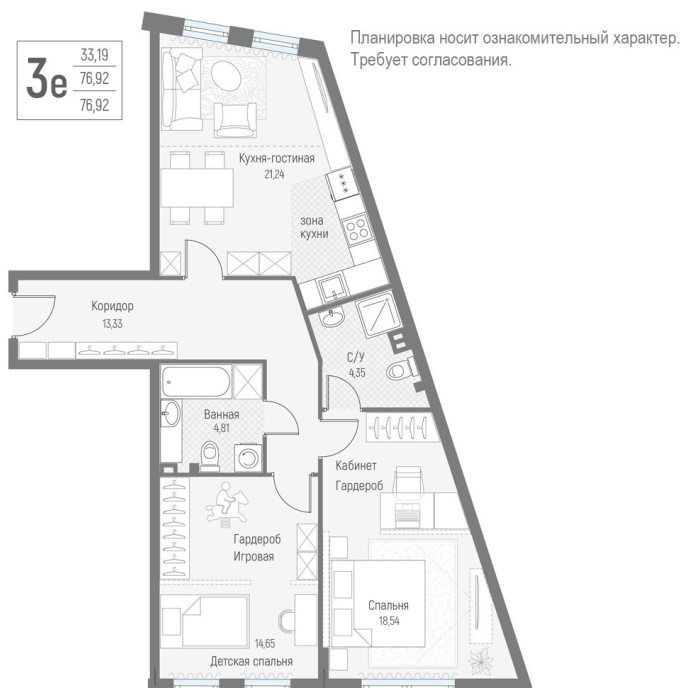 Планировка носит ознакомительный характер.
Требует согласования.
3е
33,19
76,92
76,92
Кухня-гостиная
21,24
зона
кухни
Коридор
13,33
С/У
4,35
Ванная
4,81
Кабинет
Гардероб
Гардероб
Игровая
Спальня
18,54
14,65
Детская спальня